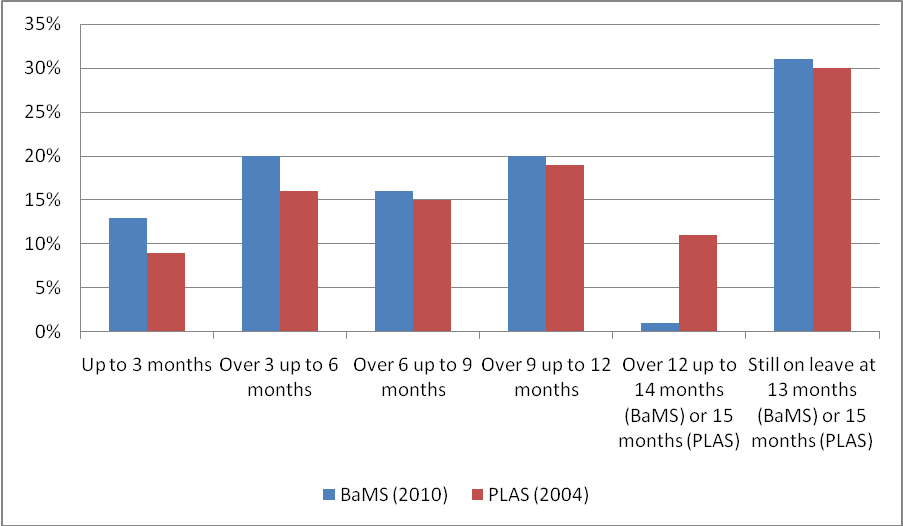 35%
30%
25%
20%
15%
10%
5%
0%
Up to 3 months
Over 3 up to 6
months
Over 6 up to 9
months
Over 9 up to 12
months
Over 12 up to
14 months
(BaMS) or 15
months (PLAS)
Still on leave at
13 months
(BaMS) or 15
months (PLAS)
BaMS (2010)
PLAS (2004)